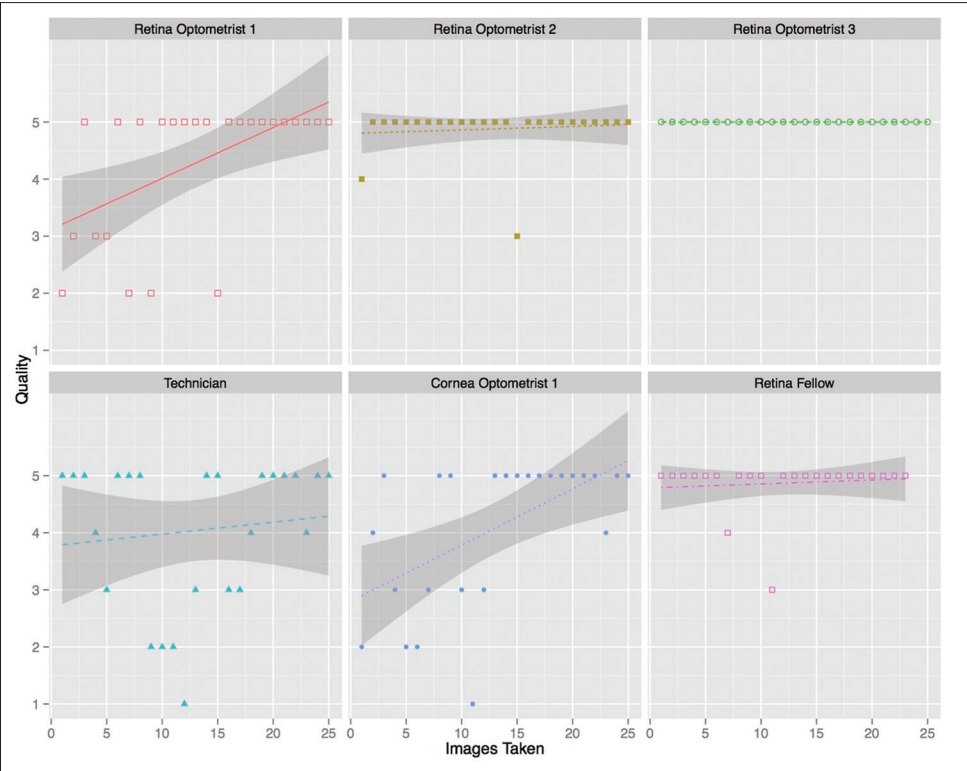 Retina Optometrist 1
Retina Optometrist 2
Retina Optometrist 3
5
4
3
2
1
Quality
Technician
Cornea Optometrist 1
Retina Fellow
5
4
3
2
1
0 5 10 15 20 25 0 5 10 15 20 25 0 5 10 15 20 25
Images Taken